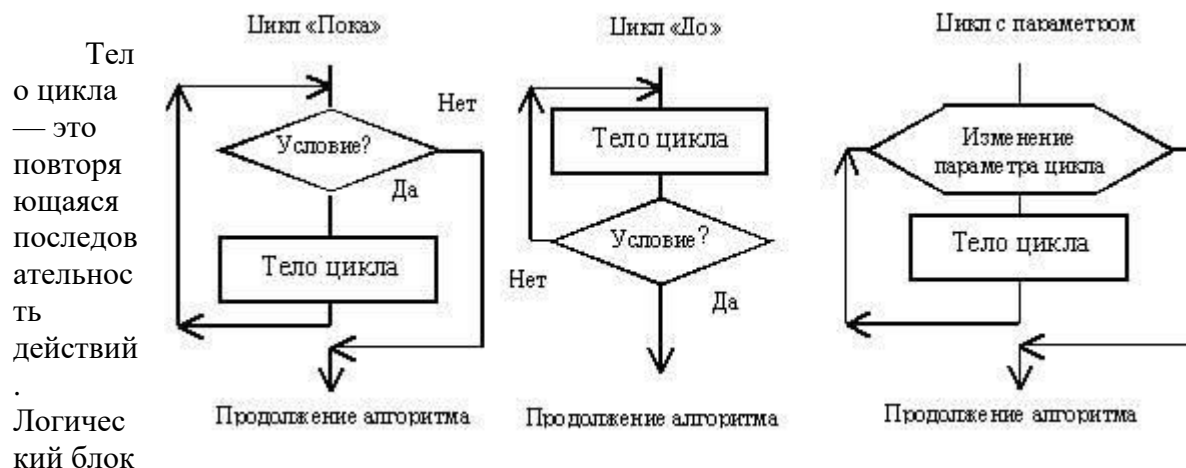 Цикл «Пока»
Цикл «До»
Цикл с параметром
Тел
о цикла
— это
повторя
ющаяся
последов
ательнос
ть
действий
.
Логичес
кий блок
Условие?
Нет
Да
Тело цикла
Продолжение алгоритма
Тело цикла
Условие?
Нет
Да
Продолжение алгоритма
Изменение
параметра цикла
Тело цикла
Продолжение алгоритма